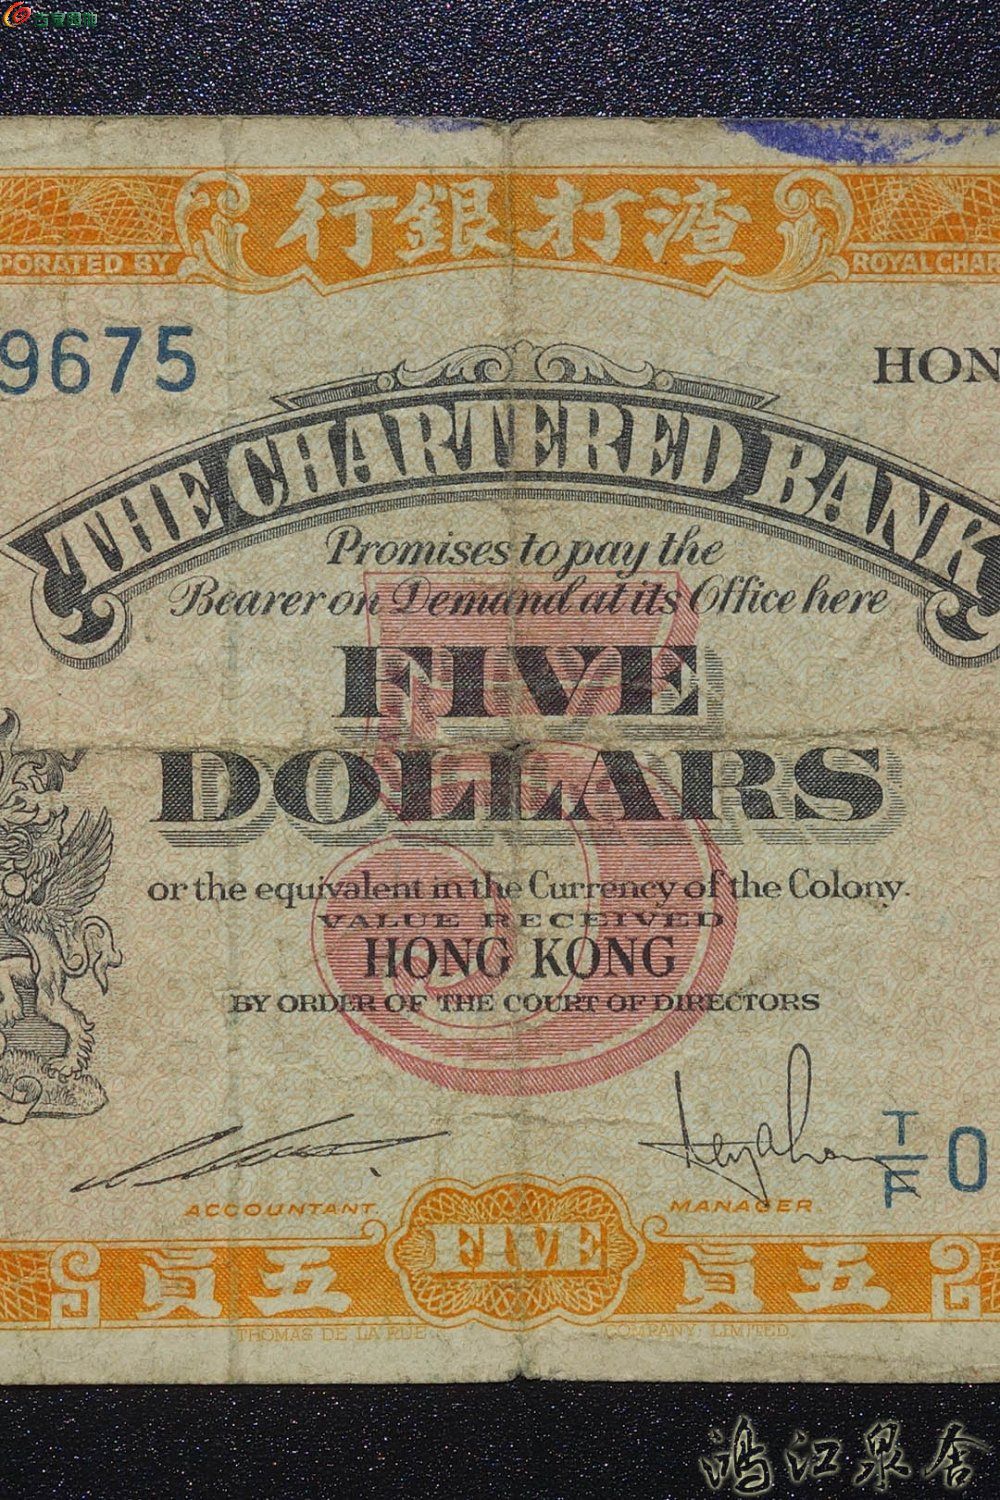 行銀打渣
PORATED BY
ROYAL CHAR
9675
HON
THE CHARTERED BANK
Promises to pay the
Bearer on Demand at its Office here
5
FIVE
DOLLARS
or the equivalent in the Currency of the Colony.
VALUE RECEIVED
HONG KONG
BY ORDER OF THE COURT OF DIRECTORS
T/F 0
ACCOUNTANT.
MANAGER.
員五
FIVE
員五
THOMAS DE LA RUE
COMPANY, LIMITED.
鴻江泉舍